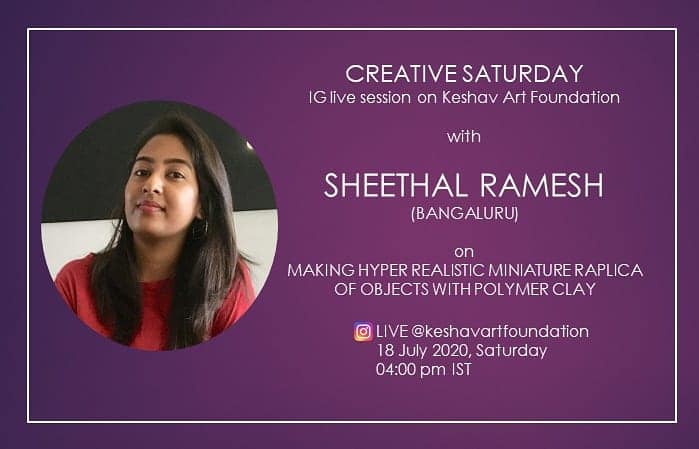 CREATIVE SATURDAY
IG live session on Keshav Art Foundation
with
SHEETHAL RAMESH
(BANGALURU)
on
MAKING HYPER REALISTIC MINIATURE RAPLICA
OF OBJECTS WITH POLYMER CLAY
LIVE @keshavartfoundation
18 July 2020, Saturday
04:00 pm IST